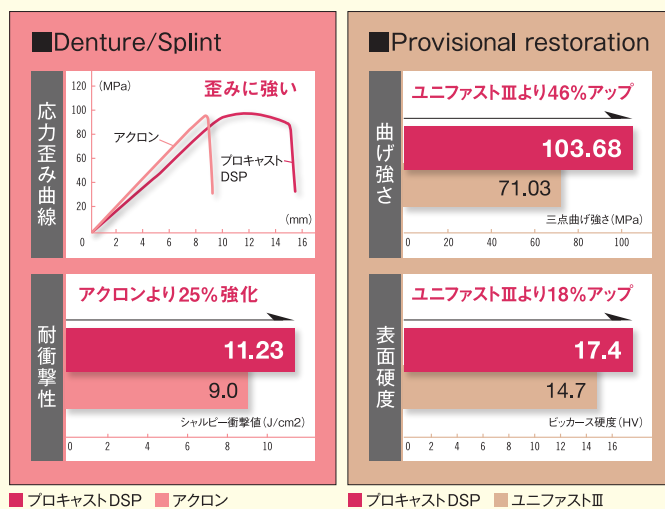 ■Denture/Splint
応力歪み曲線
120
(MPa)
100
80
60
40
20
歪みに強い
アクロン
プロキャスト
DSP
(mm)
0 2 4 6 8 10 12 14 16
耐衝撃性
アクロンより25%強化
11.23
9.0
シャルピー衝撃値(J/cm2)
0 2 4 6 8 10
■プロキャストDSP ■アクロン
■Provisional restoration
曲げ強さ
ユニファストⅢより46%アップ
103.68
71.03
三点曲げ強さ(MPa)
0 20 40 60 80 100
表面硬度
ユニファストⅢより18%アップ
17.4
14.7
ビッカース硬度(HV)
0 2 4 6 8 10 12 14 16
■プロキャストDSP ■ユニファストⅢ